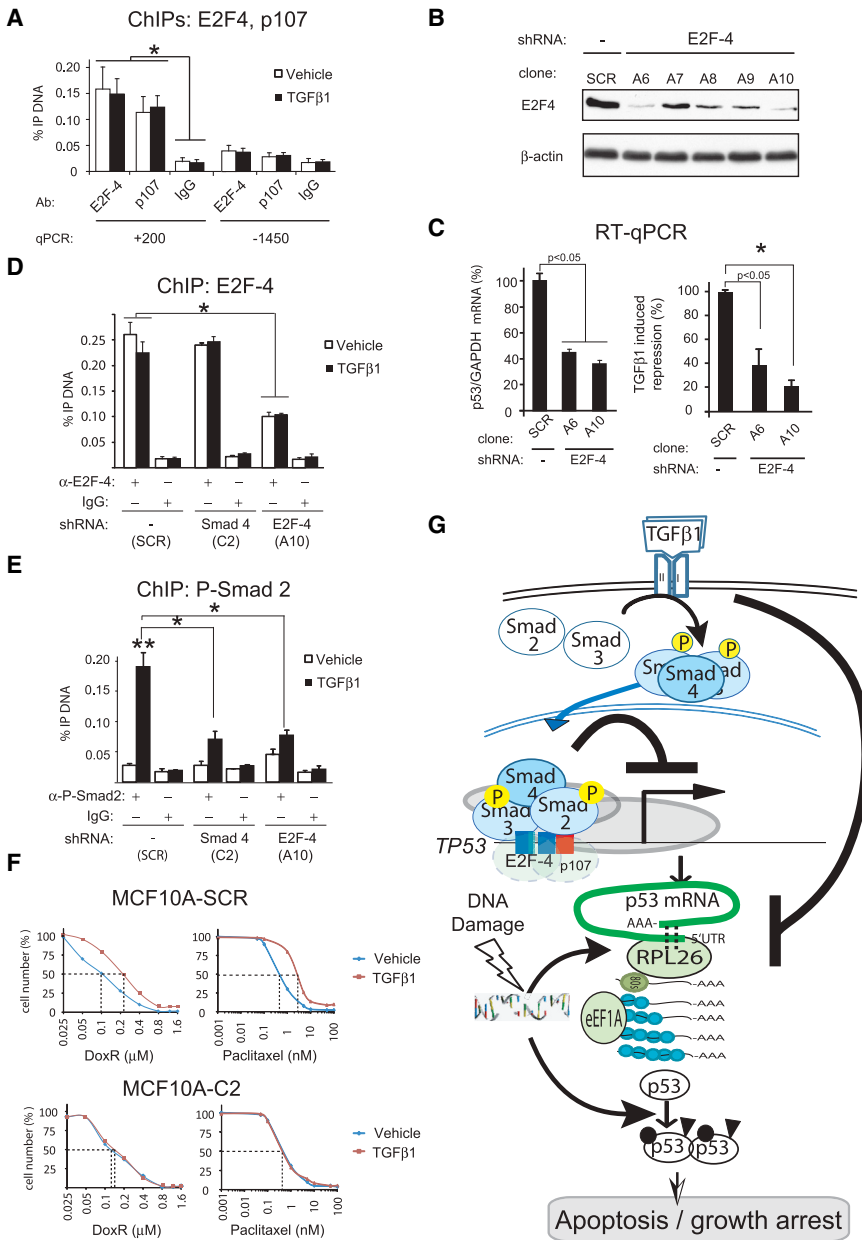 A
ChIPs: E2F4, p107
% IP DNA
0.20
0.15
0.10
0.05
0
*
Vehicle
TGFβ1
Ab:
E2F-4 p107 IgG E2F-4 p107 IgG
qPCR: +200 -1450
B
shRNA: - E2F-4
clone: SCR A6 A7 A8 A9 A10
E2F4
β-actin
C
RT-qPCR
p53/GAPDH mRNA (%)
100
80
60
40
20
0
p<0.05
clone: SCR A6 A10
shRNA: - E2F-4
TGFβ1 induced
repression (%)
100
80
60
40
20
0
*
p<0.05
clone: SCR A6 A10
shRNA: - E2F-4
D
ChIP: E2F-4
% IP DNA
0.25
0.20
0.15
0.10
0.05
*
Vehicle
TGFβ1
α-E2F-4: + – + – + –
IgG: – + – + – +
shRNA: - Smad 4 E2F-4
(SCR) (C2) (A10)
E
ChIP: P-Smad 2
% IP DNA
0.20
0.15
0.10
0.05
**
*
*
Vehicle
TGFβ1
α-P-Smad2: + – + – + –
IgG: – + – + – +
shRNA: - Smad 4 E2F-4
(SCR) (C2) (A10)
F
MCF10A-SCR
cell number (%)
100
75
50
25
0
0.025 0.05 0.1 0.2 0.4 0.8 1.6
DoxR (μM)
100
75
50
25
0
0.001 0.01 0.1 1 10 100
Paclitaxel (nM)
Vehicle
TGFβ1
MCF10A-C2
cell number (%)
100
75
50
25
0
0.025 0.05 0.1 0.2 0.4 0.8 1.6
DoxR (μM)
100
75
50
25
0
0.001 0.01 0.1 1 10 100
Paclitaxel (nM)
Vehicle
TGFβ1
G
TGFβ1
II I
Smad
2
Smad
3
P P
Smad
4
Smad
4
P P
Smad
3
Smad
2
TP53
E2F-4 p107
p53 mRNA
AAA-
5'UTR
RPL26
DNA
Damage
80s
-AAA
eEF1A
-AAA
-AAA
-AAA
-AAA
p53
p53 p53
Apoptosis / growth arrest